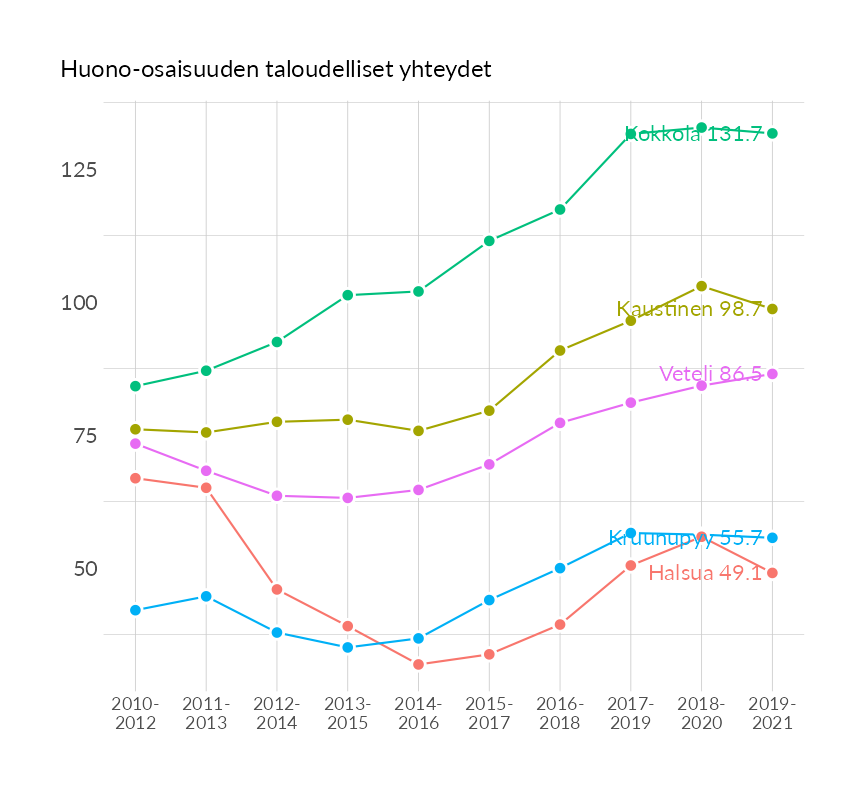 Huono-osaisuuden taloudelliset yhteydet
125
100
75
50
Kokkola 131.7
Kaustinen 98.7
Veteli 86.5
Kruunupyy 55.7
Halsua 49.1
2010- 2011- 2012- 2013- 2014- 2015- 2016- 2017- 2018- 2019-
2012 2013 2014 2015 2016 2017 2018 2019 2020 2021